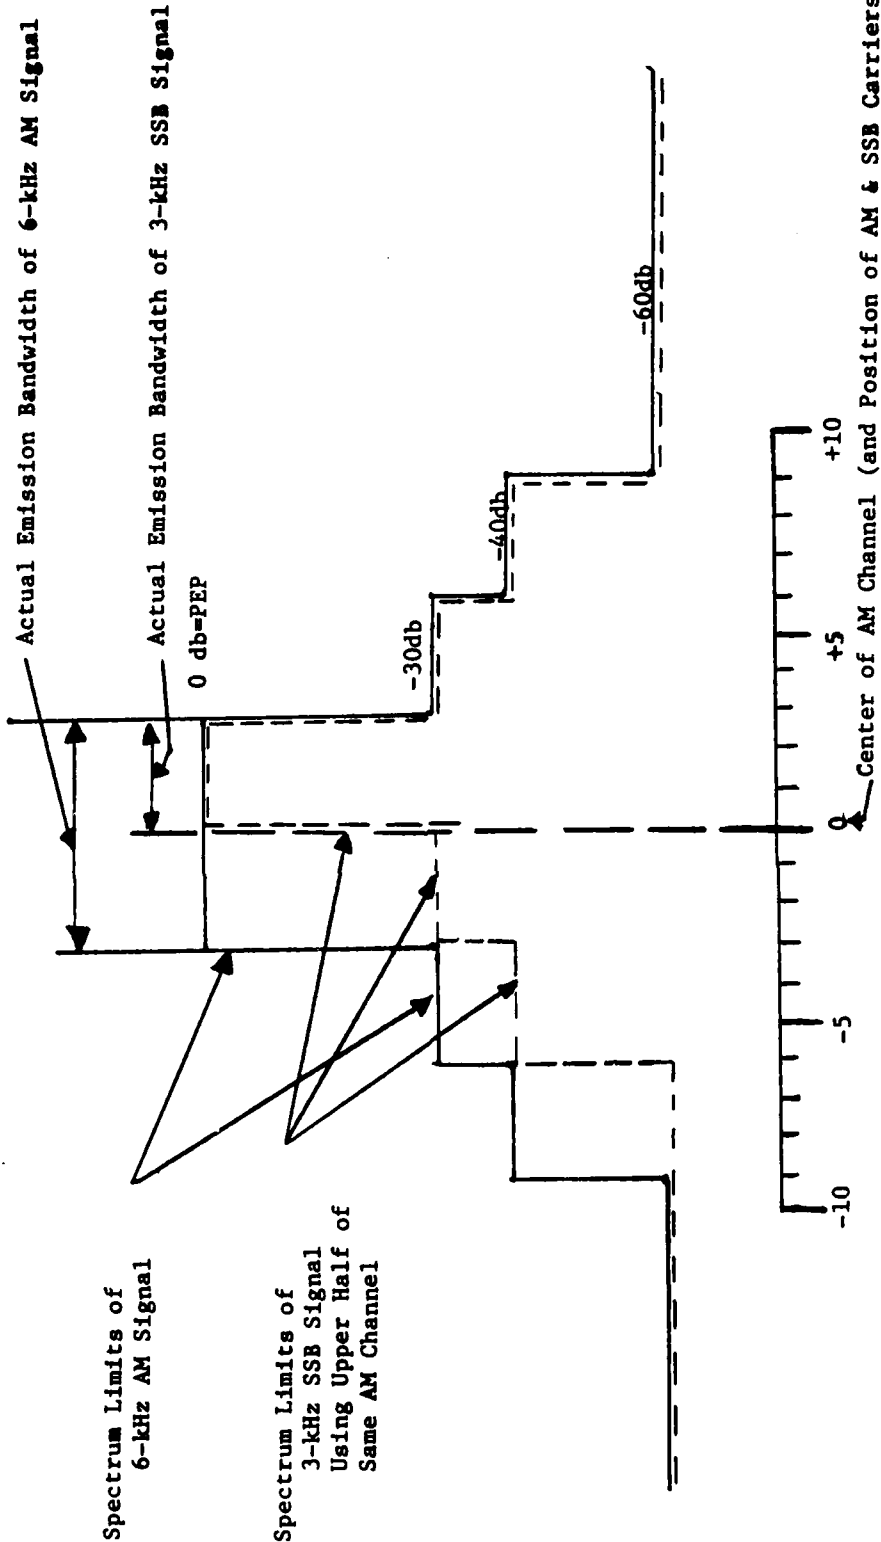 Actual Emission Bandwidth of 6-kHz AM Signal
Actual Emission Bandwidth of 3-kHz SSB Signal
0 db=PEP
-30db
-40db
-60db
Spectrum Limits of
6-kHz AM Signal
Spectrum Limits of
3-kHz SSB Signal
Using Upper Half of
Same AM Channel
-10
-5
0
+5
+10
Center of AM Channel (and Position of AM & SSB Carriers